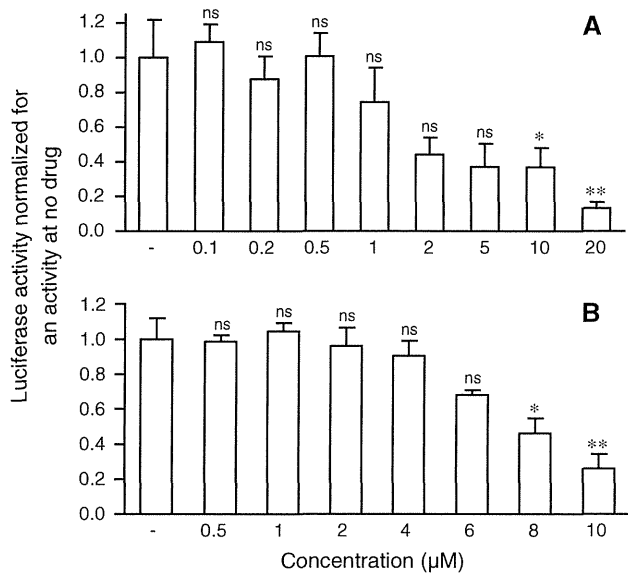 Luciferase activity normalized for
an activity at no drug
A
1.2
1.0
0.8
0.6
0.4
0.2
0.0
ns
ns
ns
ns
ns
ns
*
**
- 0.1 0.2 0.5 1 2 5 10 20
B
1.2
1.0
0.8
0.6
0.4
0.2
0.0
ns
ns
ns
ns
ns
*
**
- 0.5 1 2 4 6 8 10
Concentration (μM)